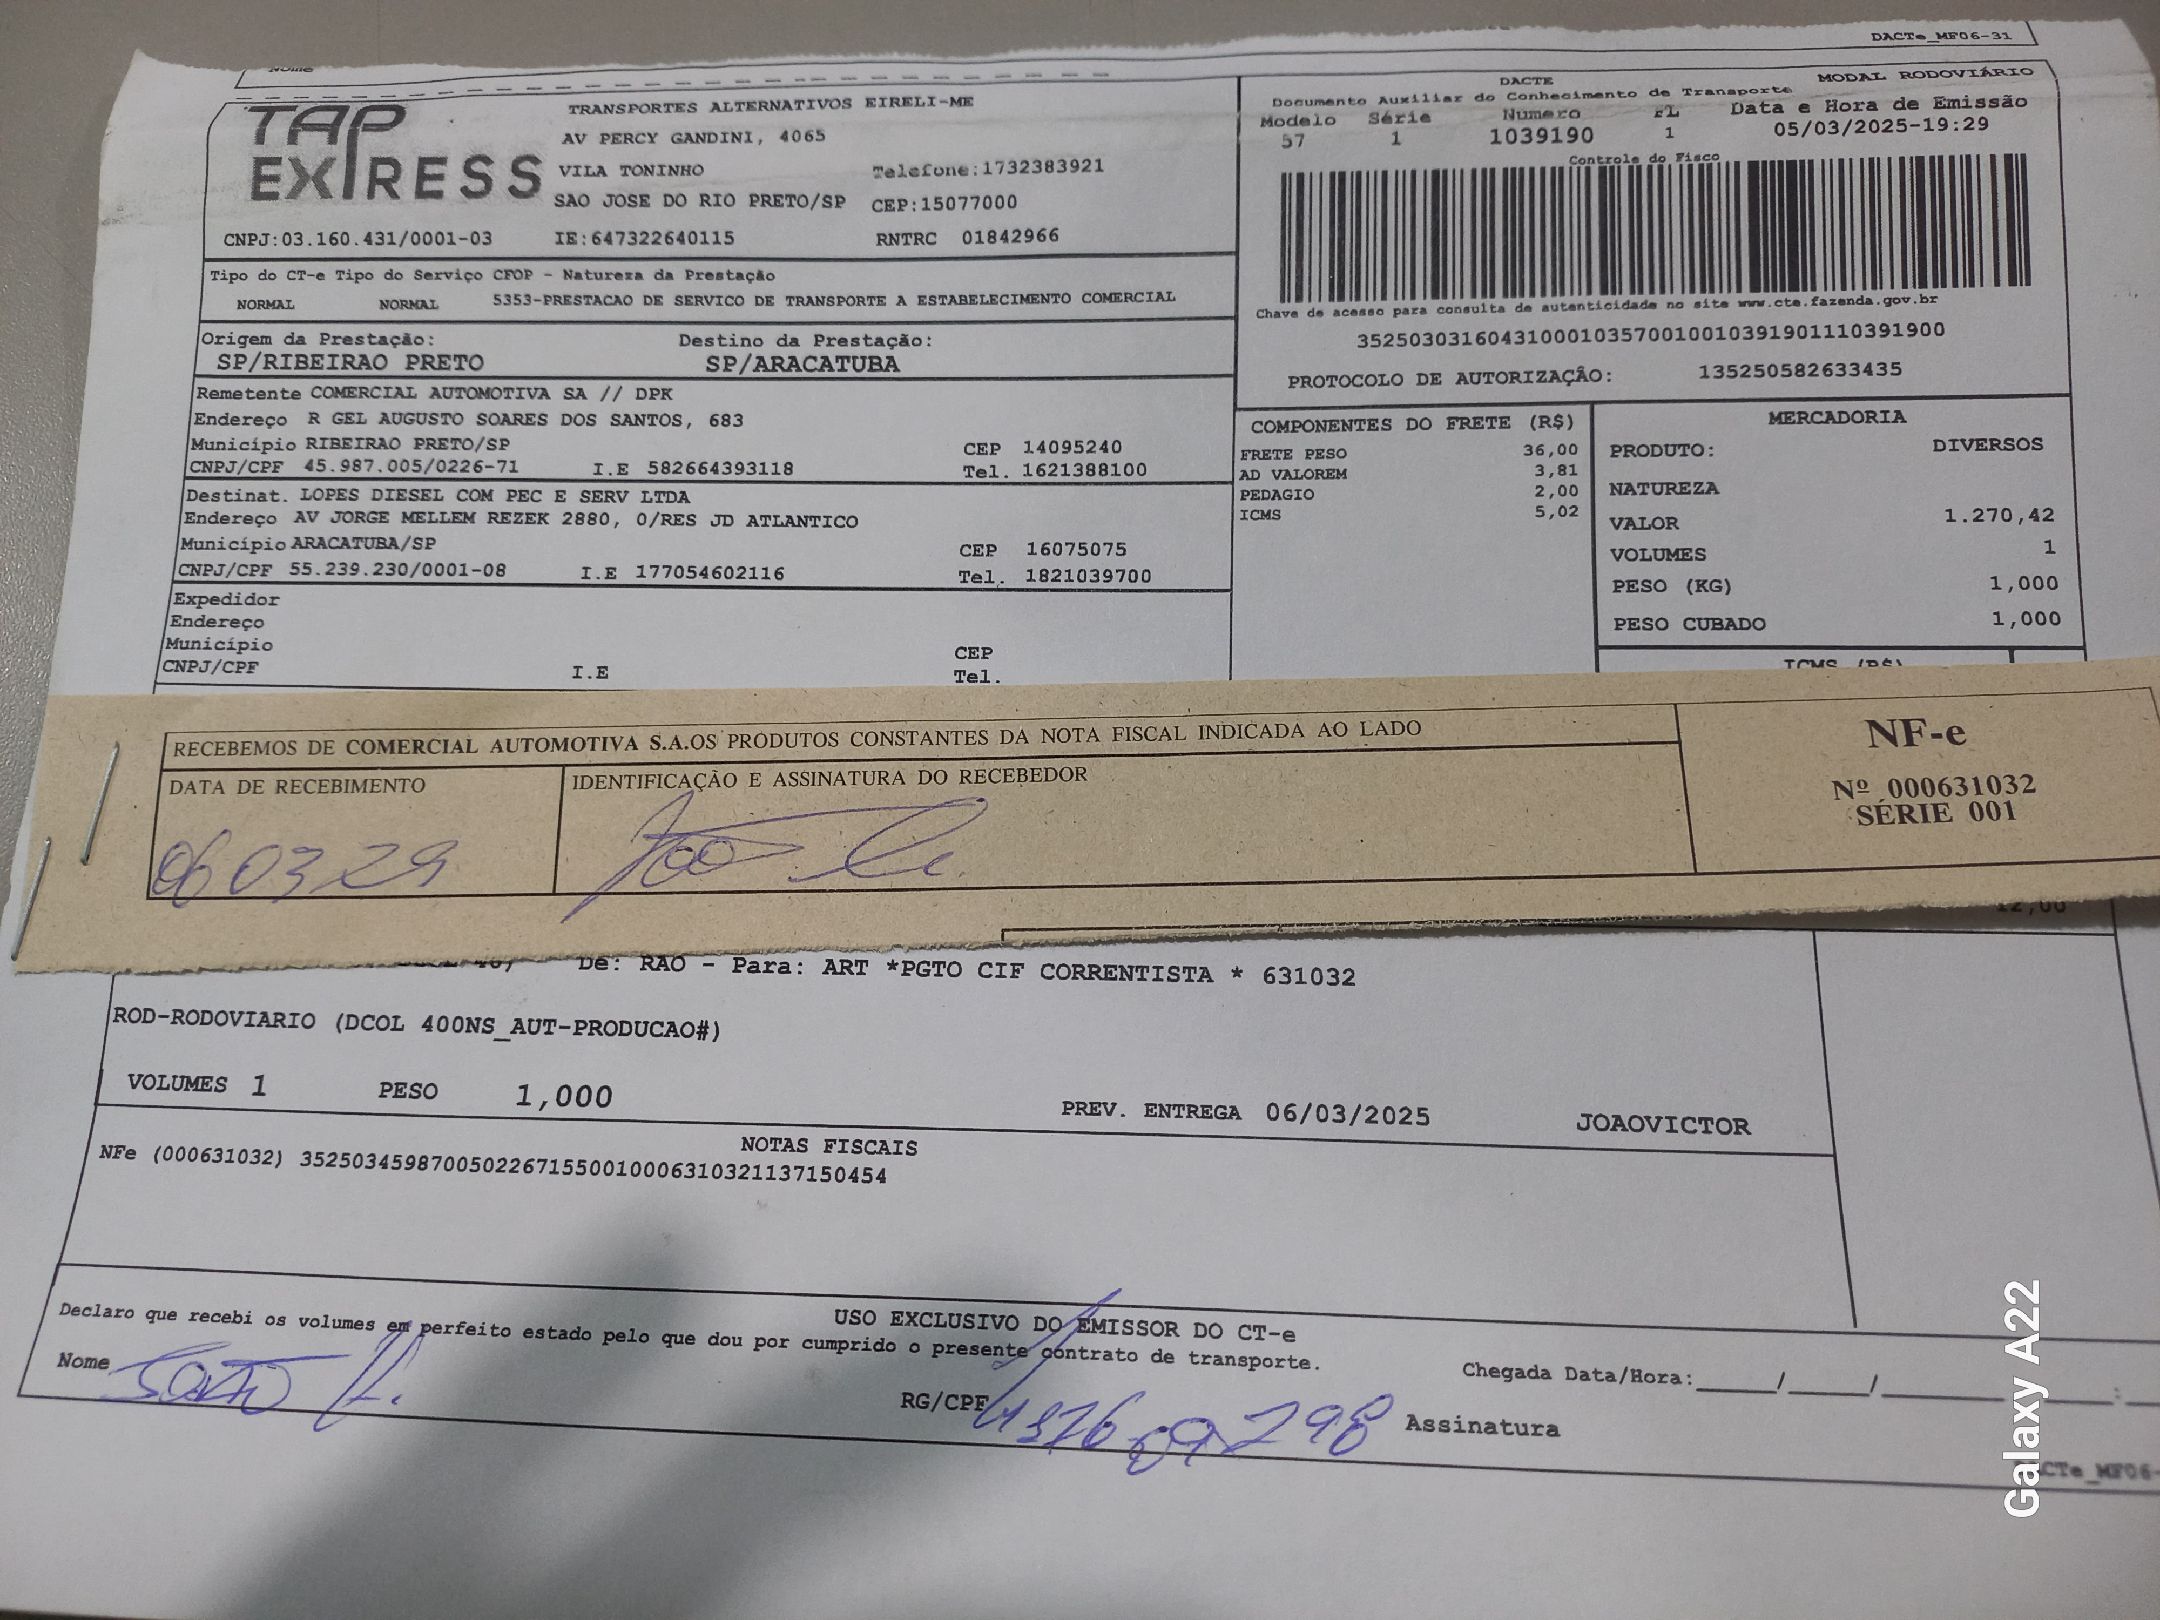 DACTe_MF06-31
Nome
TAP EXPRESS
TRANSPORTES ALTERNATIVOS EIRELI-ME
AV PERCY GANDINI, 4065
VILA TONINHO Telefone:1732383921
SAO JOSE DO RIO PRETO/SP CEP:15077000
CNPJ:03.160.431/0001-03 IE:647322640115 RNTRC 01842966
DACTE MODAL RODOVIÁRIO
Documento Auxiliar do Conhecimento de Transporte
Modelo Série Número FL Data e Hora de Emissão
57 1 1039190 1 05/03/2025-19:29
Controle do Fisco
Chave de acesso para consulta de autenticidade no site www.cte.fazenda.gov.br
35250303160431000103570010010391901110391900
PROTOCOLO DE AUTORIZAÇÃO: 135250582633435
Tipo do CT-e Tipo do Serviço CFOP - Natureza da Prestação
NORMAL NORMAL 5353-PRESTACAO DE SERVICO DE TRANSPORTE A ESTABELECIMENTO COMERCIAL
Origem da Prestação: Destino da Prestação:
SP/RIBEIRAO PRETO SP/ARACATUBA
Remetente COMERCIAL AUTOMOTIVA SA // DPK
Endereço R GEL AUGUSTO SOARES DOS SANTOS, 683
Município RIBEIRAO PRETO/SP CEP 14095240
CNPJ/CPF 45.987.005/0226-71 I.E 582664393118 Tel. 1621388100
Destinat. LOPES DIESEL COM PEC E SERV LTDA
Endereço AV JORGE MELLEM REZEK 2880, 0/RES JD ATLANTICO
Município ARACATUBA/SP CEP 16075075
CNPJ/CPF 55.239.230/0001-08 I.E 177054602116 Tel. 1821039700
Expedidor
Endereço
Município CEP
CNPJ/CPF I.E Tel.
COMPONENTES DO FRETE (R$)
FRETE PESO 36,00
AD VALOREM 3,81
PEDAGIO 2,00
ICMS 5,02
MERCADORIA
PRODUTO: DIVERSOS
NATUREZA
VALOR 1.270,42
VOLUMES 1
PESO (KG) 1,000
PESO CUBADO 1,000
ICMS (R$)
RECEBEMOS DE COMERCIAL AUTOMOTIVA S.A.OS PRODUTOS CONSTANTES DA NOTA FISCAL INDICADA AO LADO
DATA DE RECEBIMENTO IDENTIFICAÇÃO E ASSINATURA DO RECEBEDOR
06 03 25
NF-e
Nº 000631032
SÉRIE 001
12,00
De: RAO - Para: ART *PGTO CIF CORRENTISTA * 631032
ROD-RODOVIARIO (DCOL 400NS_AUT-PRODUCAO#)
VOLUMES 1 PESO 1,000 PREV. ENTREGA 06/03/2025 JOAOVICTOR
NOTAS FISCAIS
NFe (000631032) 35250345987005022671550010006310321137150454
USO EXCLUSIVO DO EMISSOR DO CT-e
Declaro que recebi os volumes em perfeito estado pelo que dou por cumprido o presente contrato de transporte.
Nome RG/CPF Chegada Data/Hora:____/____/____ :
Assinatura
CTe_MF06-
Galaxy A22